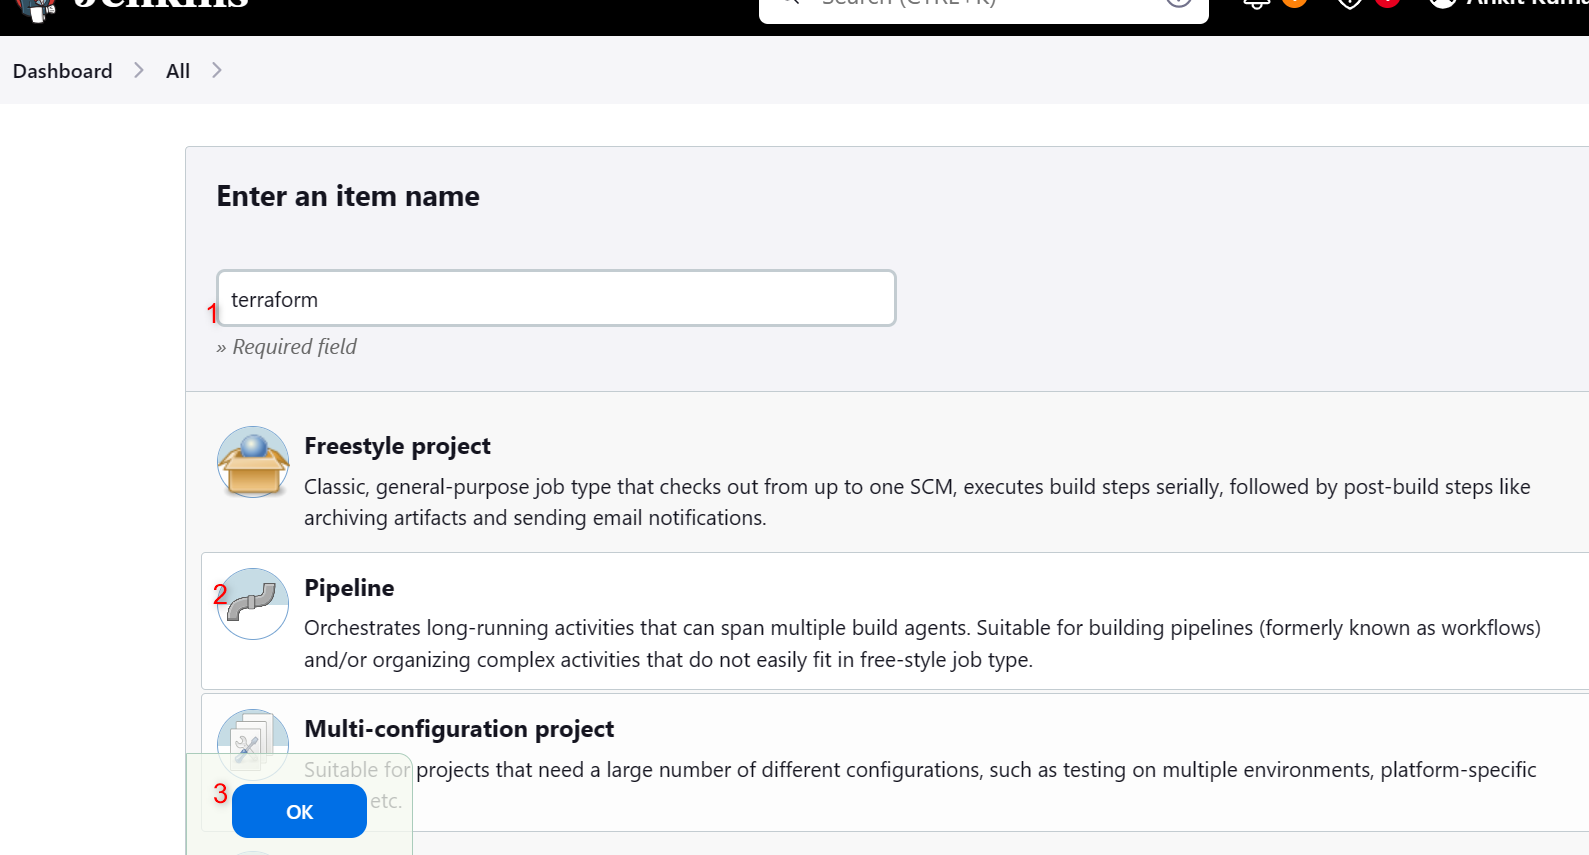 Jenkins
Search (CTRL+K)
Dashboard
All
Enter an item name
terraform
1
» Required field
Freestyle project
Classic, general-purpose job type that checks out from up to one SCM, executes build steps serially, followed by post-build steps like
archiving artifacts and sending email notifications.
2
Pipeline
Orchestrates long-running activities that can span multiple build agents. Suitable for building pipelines (formerly known as workflows)
and/or organizing complex activities that do not easily fit in free-style job type.
Multi-configuration project
Suitable for projects that need a large number of different configurations, such as testing on multiple environments, platform-specific
etc.
3
OK